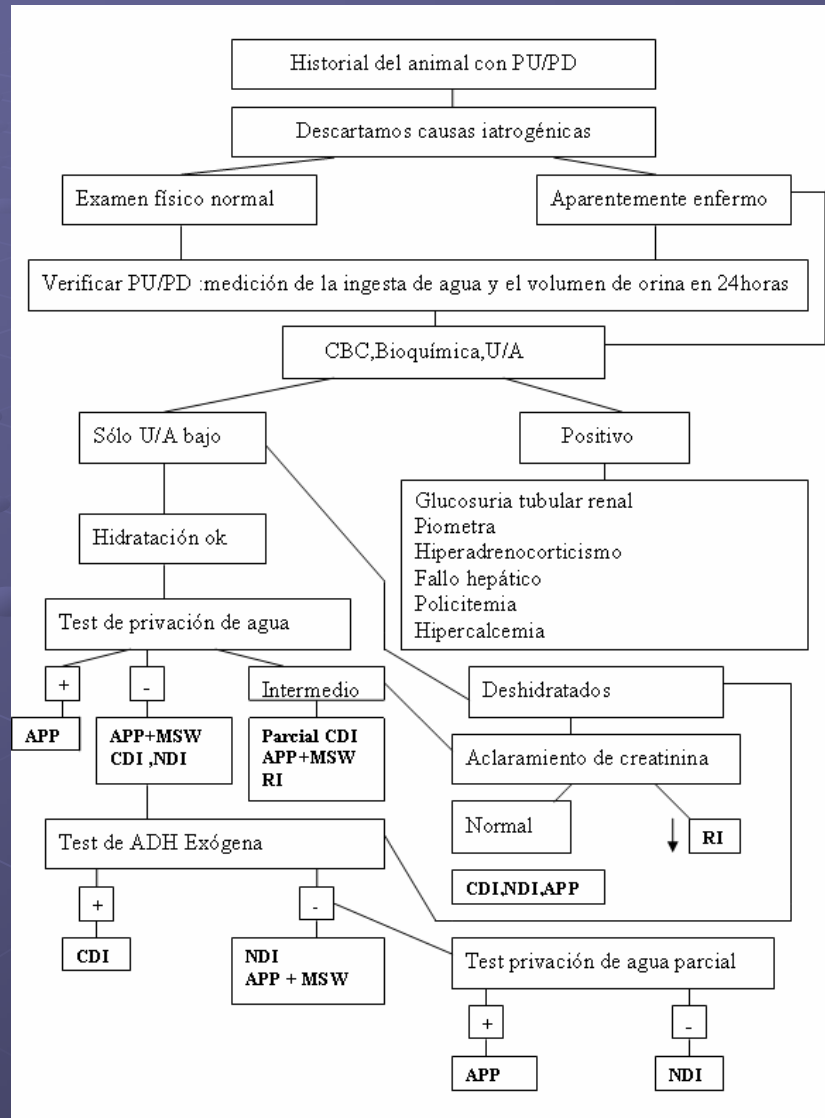 Historial del animal con PU/PD
Descartamos causas iatrogénicas
Examen físico normal
Aparentemente enfermo
Verificar PU/PD :medición de la ingesta de agua y el volumen de orina en 24horas
CBC,Bioquímica,U/A
Sólo U/A bajo
Positivo
Glucosuria tubular renal
Piometra
Hiperadrenocorticismo
Fallo hepático
Policitemia
Hipercalcemia
Hidratación ok
Test de privación de agua
+
-
Intermedio
Deshidratados
APP
APP+MSW
CDI ,NDI
Parcial CDI
APP+MSW
RI
Aclaramiento de creatinina
Normal
RI
CDI,NDI,APP
Test de ADH Exógena
+
-
CDI
NDI
APP + MSW
Test privación de agua parcial
+
-
APP
NDI